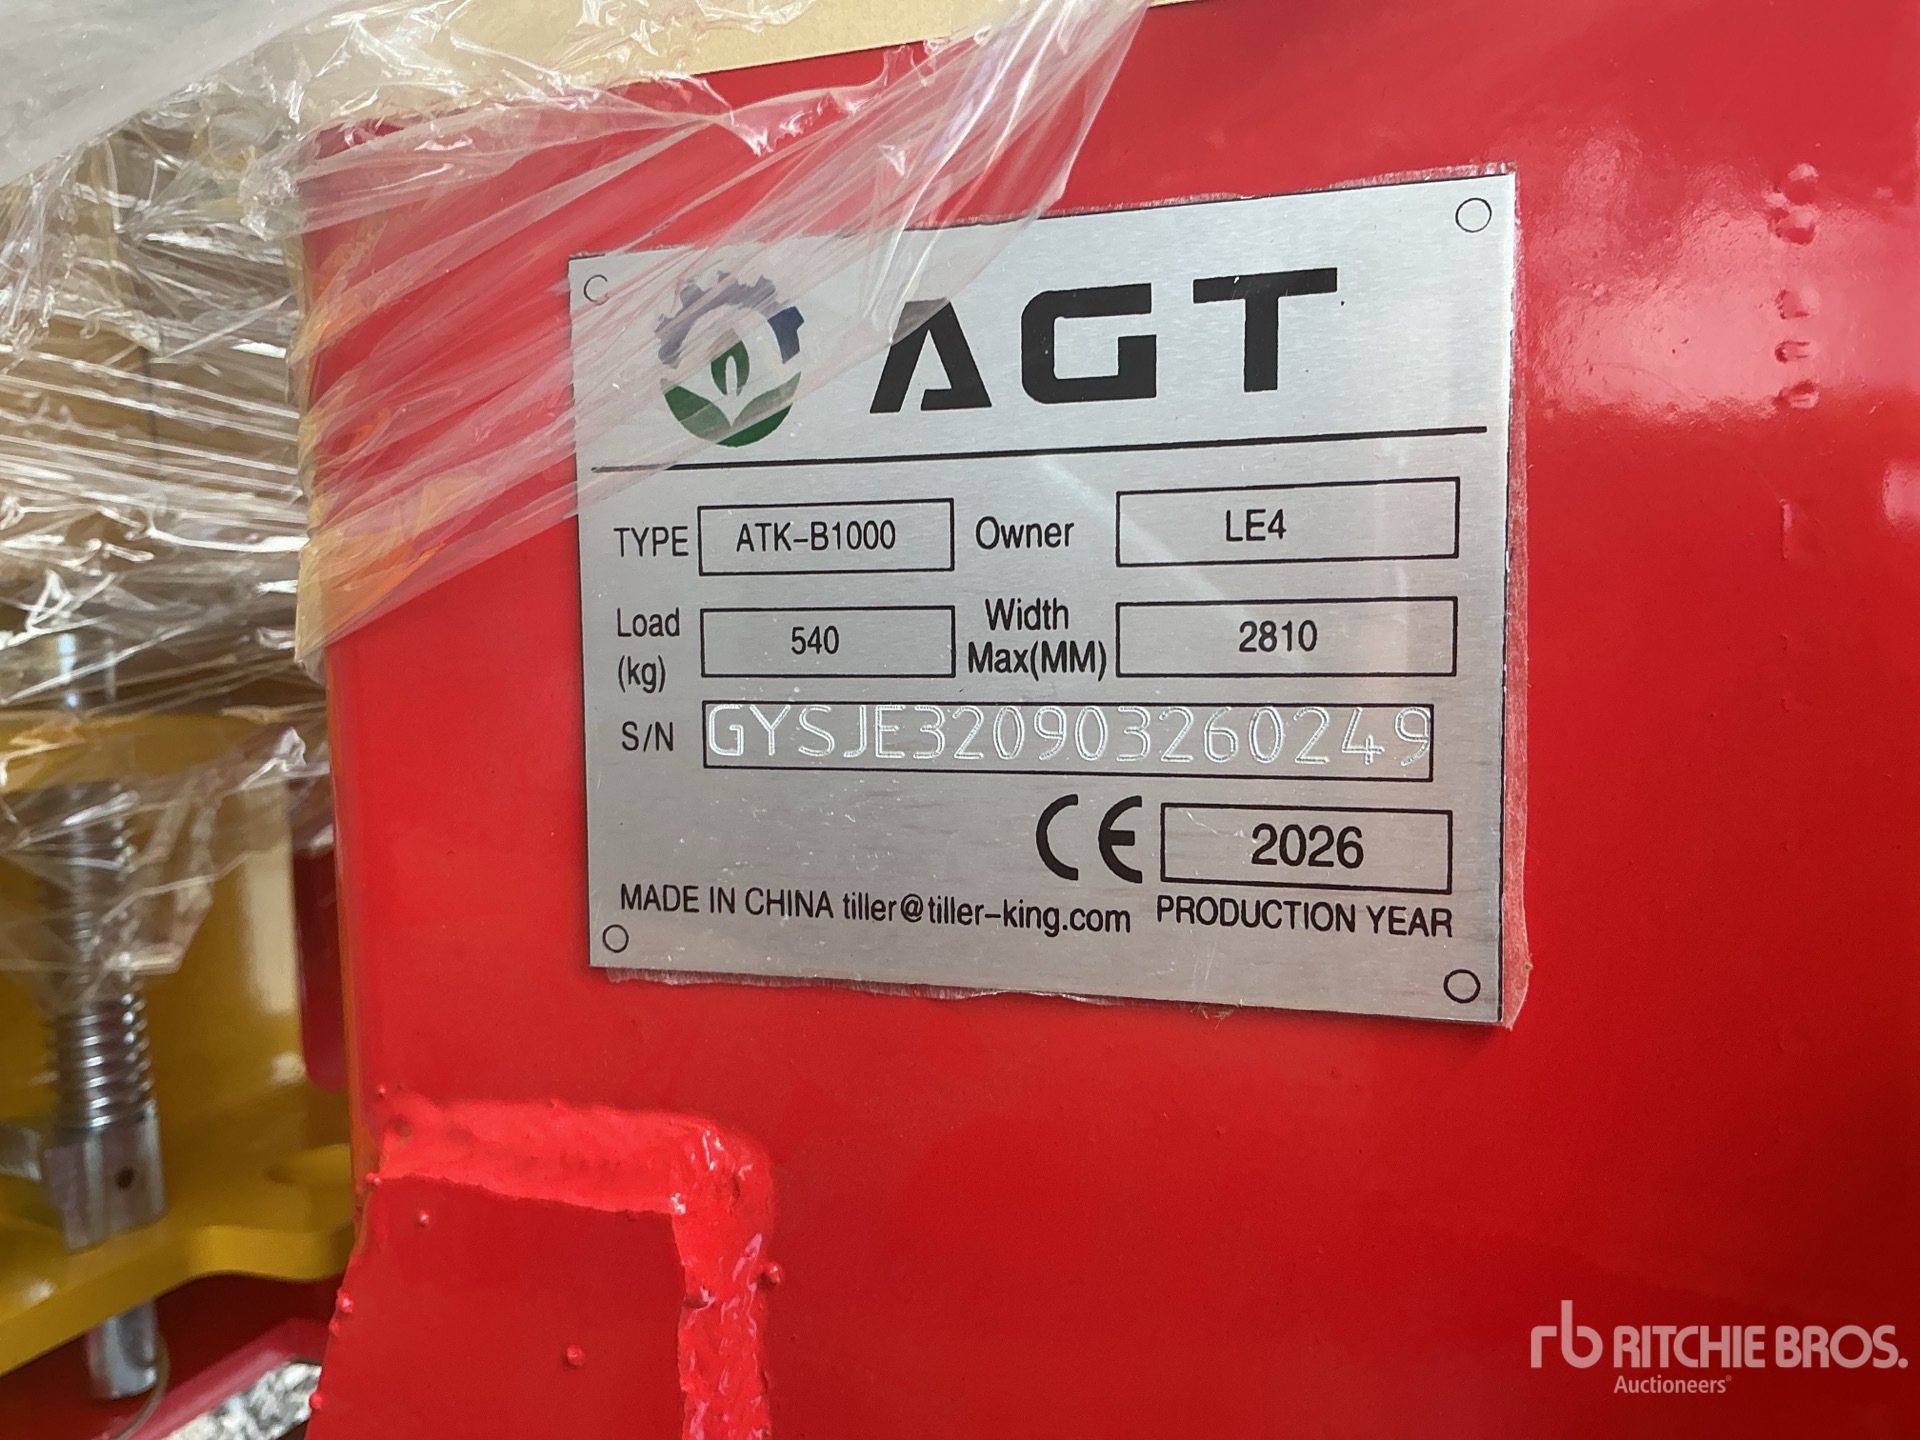 AGT
TYPE ATK-B1000 Owner LE4
Load (kg) 540 Width Max(MM) 2810
S/N GYSJE320903260249
CE 2026
MADE IN CHINA tiller@tiller-king.com PRODUCTION YEAR
rb RITCHIE BROS.
Auctioneers